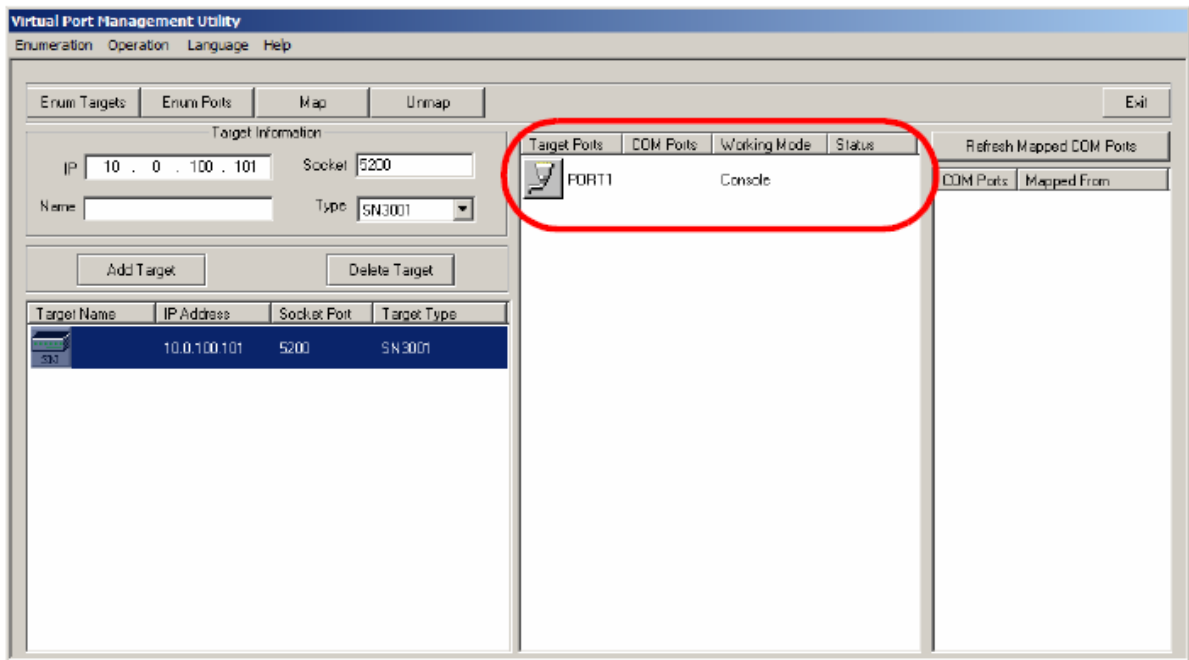 Virtual Port Management Utility
Enumeration Operation Language Help
Enum Targets Enum Ports Map Unmap Exit
Target Information
IP 10 . 0 . 100 . 101 Socket 5200
Name Type SN3001
Add Target Delete Target
Target Name IP Address Socket Port Target Type
SN 10.0.100.101 5200 SN3001
Target Ports COM Ports Working Mode Status
PORT1 Console
Refresh Mapped COM Ports
COM Ports Mapped From